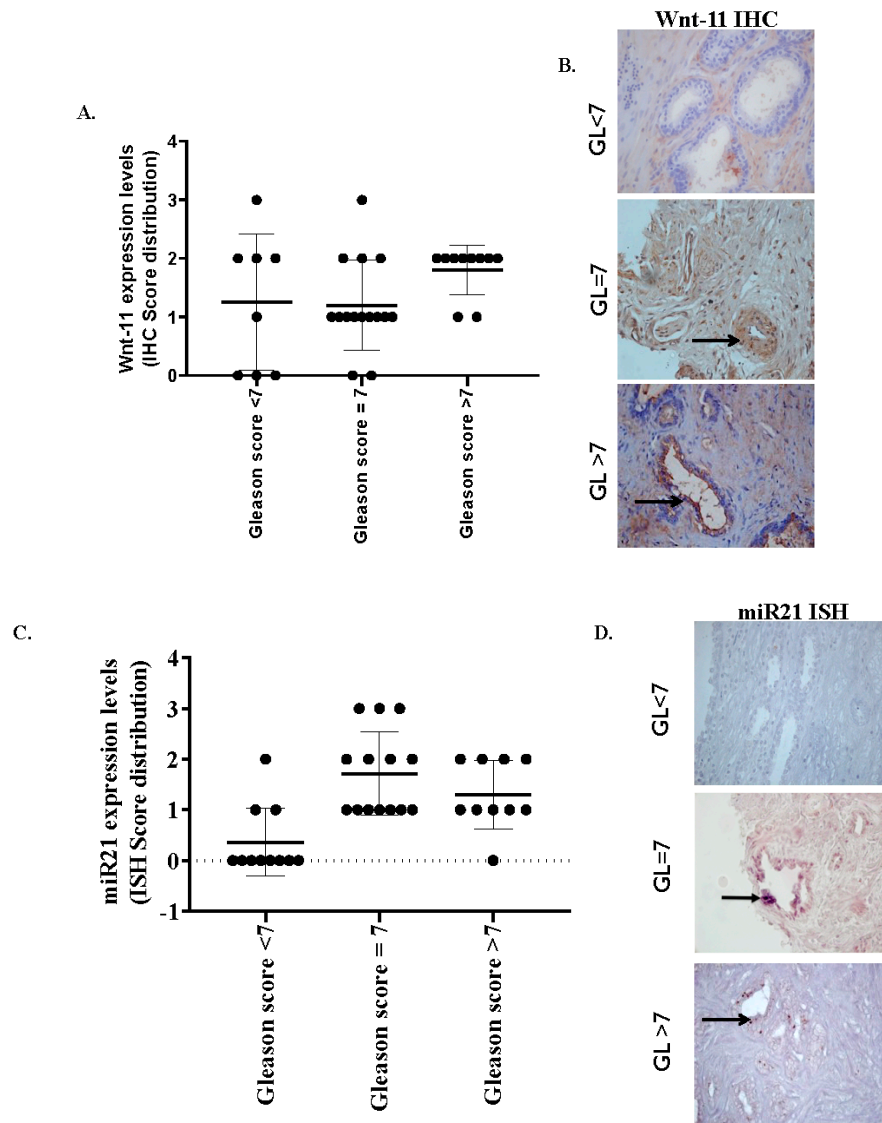 Wnt-11 IHC
A.
B.
Wnt-11 expression levels
(IHC Score distribution)
4
3
2
1
0
Gleason score <7
Gleason score = 7
Gleason score >7
GL<7
GL=7
GL >7
C.
D.
miR21 ISH
miR21 expression levels
(ISH Score distribution)
4
3
2
1
0
-1
Gleason score <7
Gleason score = 7
Gleason score >7
GL<7
GL=7
GL >7